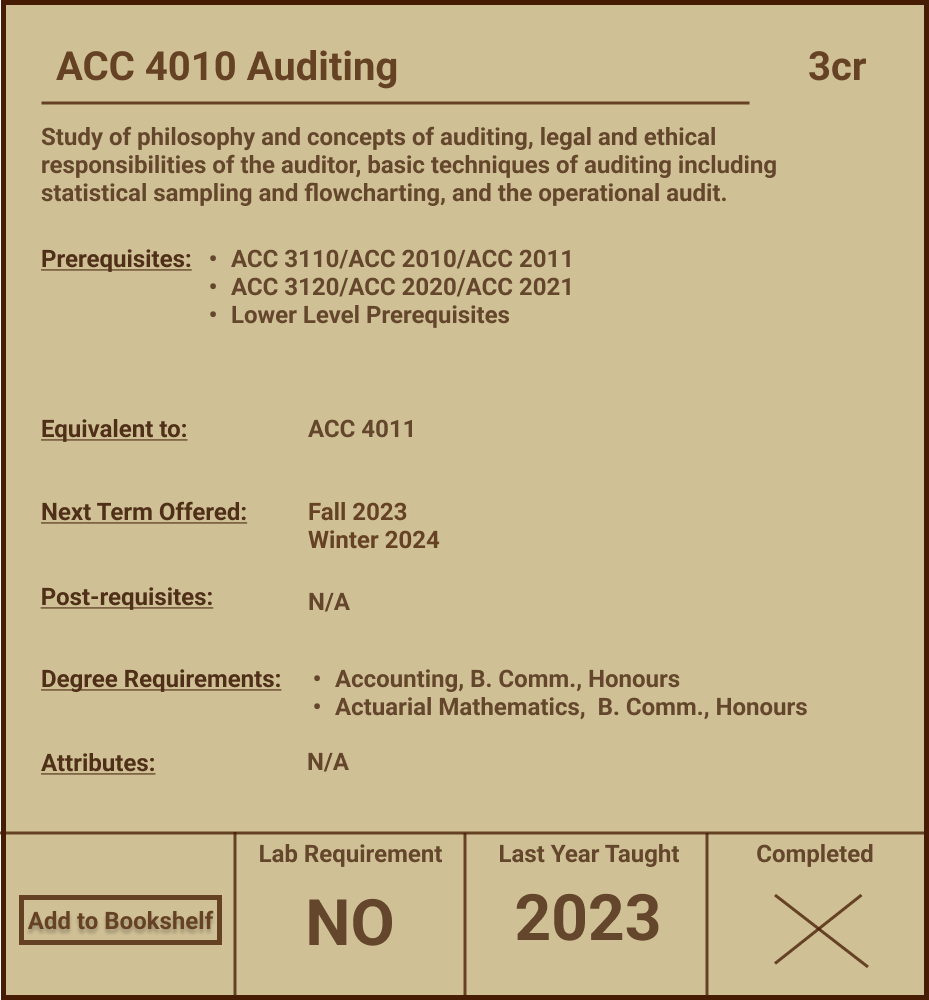 ACC 4010 Auditing 3cr
Study of philosophy and concepts of auditing, legal and ethical
responsibilities of the auditor, basic techniques of auditing including
statistical sampling and flowcharting, and the operational audit.
Prerequisites: • ACC 3110/ACC 2010/ACC 2011
• ACC 3120/ACC 2020/ACC 2021
• Lower Level Prerequisites
Equivalent to: ACC 4011
Next Term Offered: Fall 2023
Winter 2024
Post-requisites: N/A
Degree Requirements: • Accounting, B. Comm., Honours
• Actuarial Mathematics,  B. Comm., Honours
Attributes: N/A
Add to Bookshelf
Lab Requirement
NO
Last Year Taught
2023
Completed